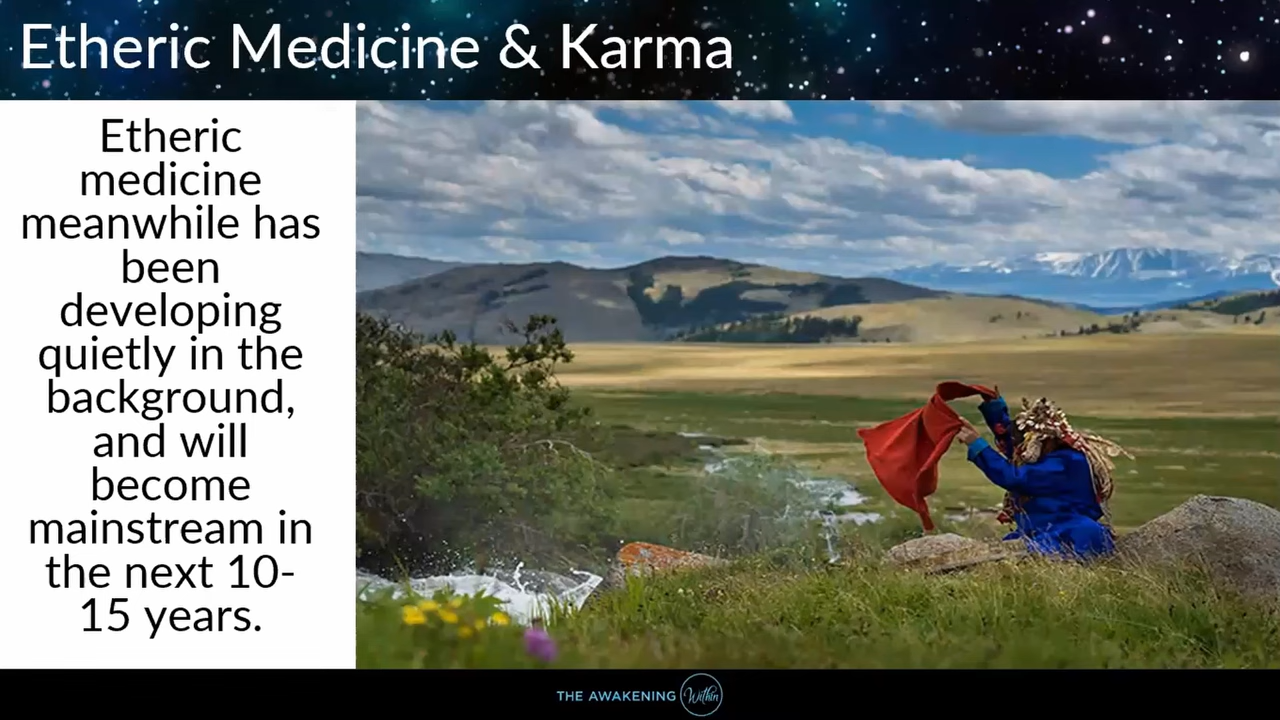 Etheric Medicine & Karma
Etheric
medicine
meanwhile has
been
developing
quietly in the
background,
and will
become
mainstream in
the next 10-
15 years.
THE AWAKENING Within